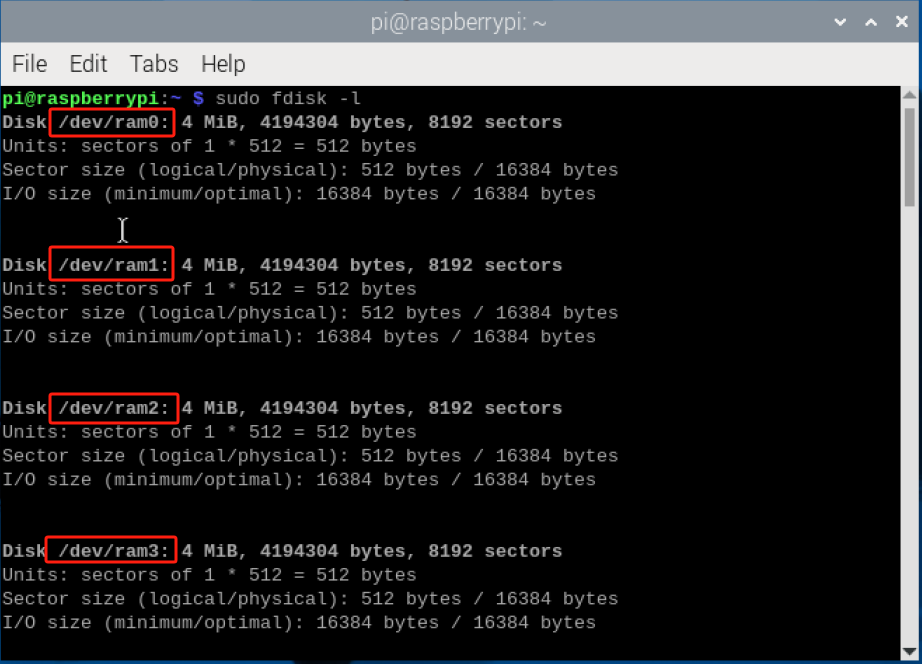 pi@raspberrypi: ~
File Edit Tabs Help
pi@raspberrypi:~ $ sudo fdisk -l
Disk /dev/ram0: 4 MiB, 4194304 bytes, 8192 sectors
Units: sectors of 1 * 512 = 512 bytes
Sector size (logical/physical): 512 bytes / 16384 bytes
I/O size (minimum/optimal): 16384 bytes / 16384 bytes
Disk /dev/ram1: 4 MiB, 4194304 bytes, 8192 sectors
Units: sectors of 1 * 512 = 512 bytes
Sector size (logical/physical): 512 bytes / 16384 bytes
I/O size (minimum/optimal): 16384 bytes / 16384 bytes
Disk /dev/ram2: 4 MiB, 4194304 bytes, 8192 sectors
Units: sectors of 1 * 512 = 512 bytes
Sector size (logical/physical): 512 bytes / 16384 bytes
I/O size (minimum/optimal): 16384 bytes / 16384 bytes
Disk /dev/ram3: 4 MiB, 4194304 bytes, 8192 sectors
Units: sectors of 1 * 512 = 512 bytes
Sector size (logical/physical): 512 bytes / 16384 bytes
I/O size (minimum/optimal): 16384 bytes / 16384 bytes